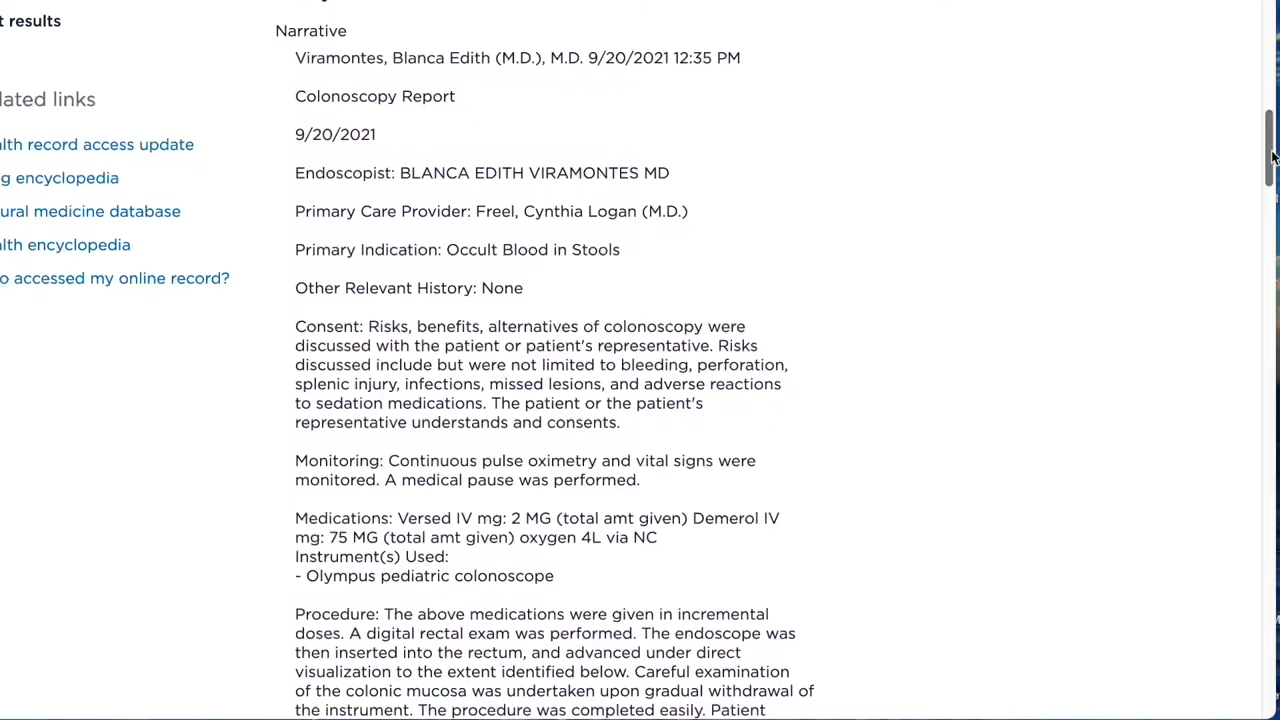 t results
lated links
alth record access update
g encyclopedia
ural medicine database
alth encyclopedia
o accessed my online record?
Narrative
Viramontes, Blanca Edith (M.D.), M.D. 9/20/2021 12:35 PM
Colonoscopy Report
9/20/2021
Endoscopist: BLANCA EDITH VIRAMONTES MD
Primary Care Provider: Freel, Cynthia Logan (M.D.)
Primary Indication: Occult Blood in Stools
Other Relevant History: None
Consent: Risks, benefits, alternatives of colonoscopy were
discussed with the patient or patient's representative. Risks
discussed include but were not limited to bleeding, perforation,
splenic injury, infections, missed lesions, and adverse reactions
to sedation medications. The patient or the patient's
representative understands and consents.
Monitoring: Continuous pulse oximetry and vital signs were
monitored. A medical pause was performed.
Medications: Versed IV mg: 2 MG (total amt given) Demerol IV
mg: 75 MG (total amt given) oxygen 4L via NC
Instrument(s) Used:
- Olympus pediatric colonoscope
Procedure: The above medications were given in incremental
doses. A digital rectal exam was performed. The endoscope was
then inserted into the rectum, and advanced under direct
visualization to the extent identified below. Careful examination
of the colonic mucosa was undertaken upon gradual withdrawal of
the instrument. The procedure was completed easily. Patient